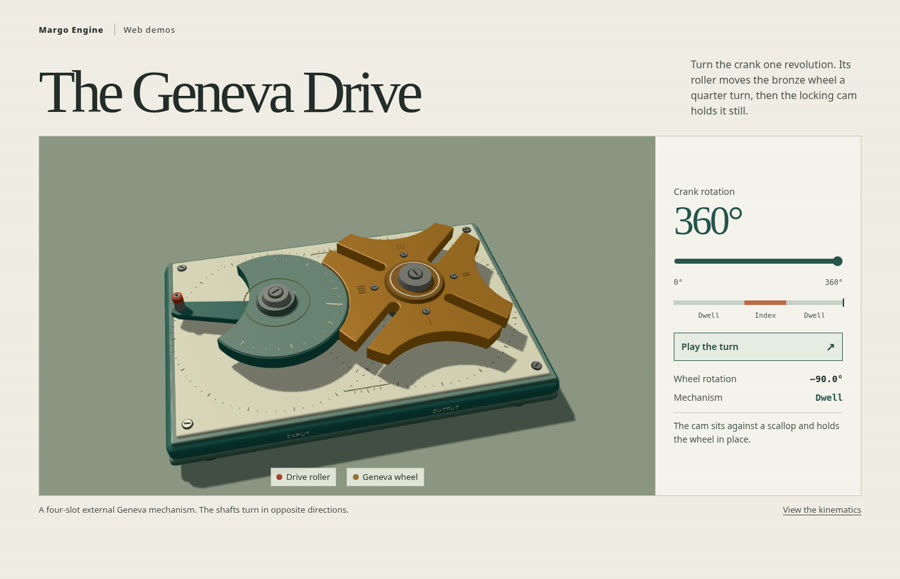 Margo Engine
Web demos
The Geneva Drive
Turn the crank one revolution. Its
roller moves the bronze wheel a
quarter turn, then the locking cam
holds it still.
INPUT
OUTPUT
Drive roller
Geneva wheel
Crank rotation
360°
0°
360°
Dwell
Index
Dwell
Play the turn ↗
Wheel rotation
−90.0°
Mechanism
Dwell
The cam sits against a scallop and holds
the wheel in place.
A four-slot external Geneva mechanism. The shafts turn in opposite directions.
View the kinematics